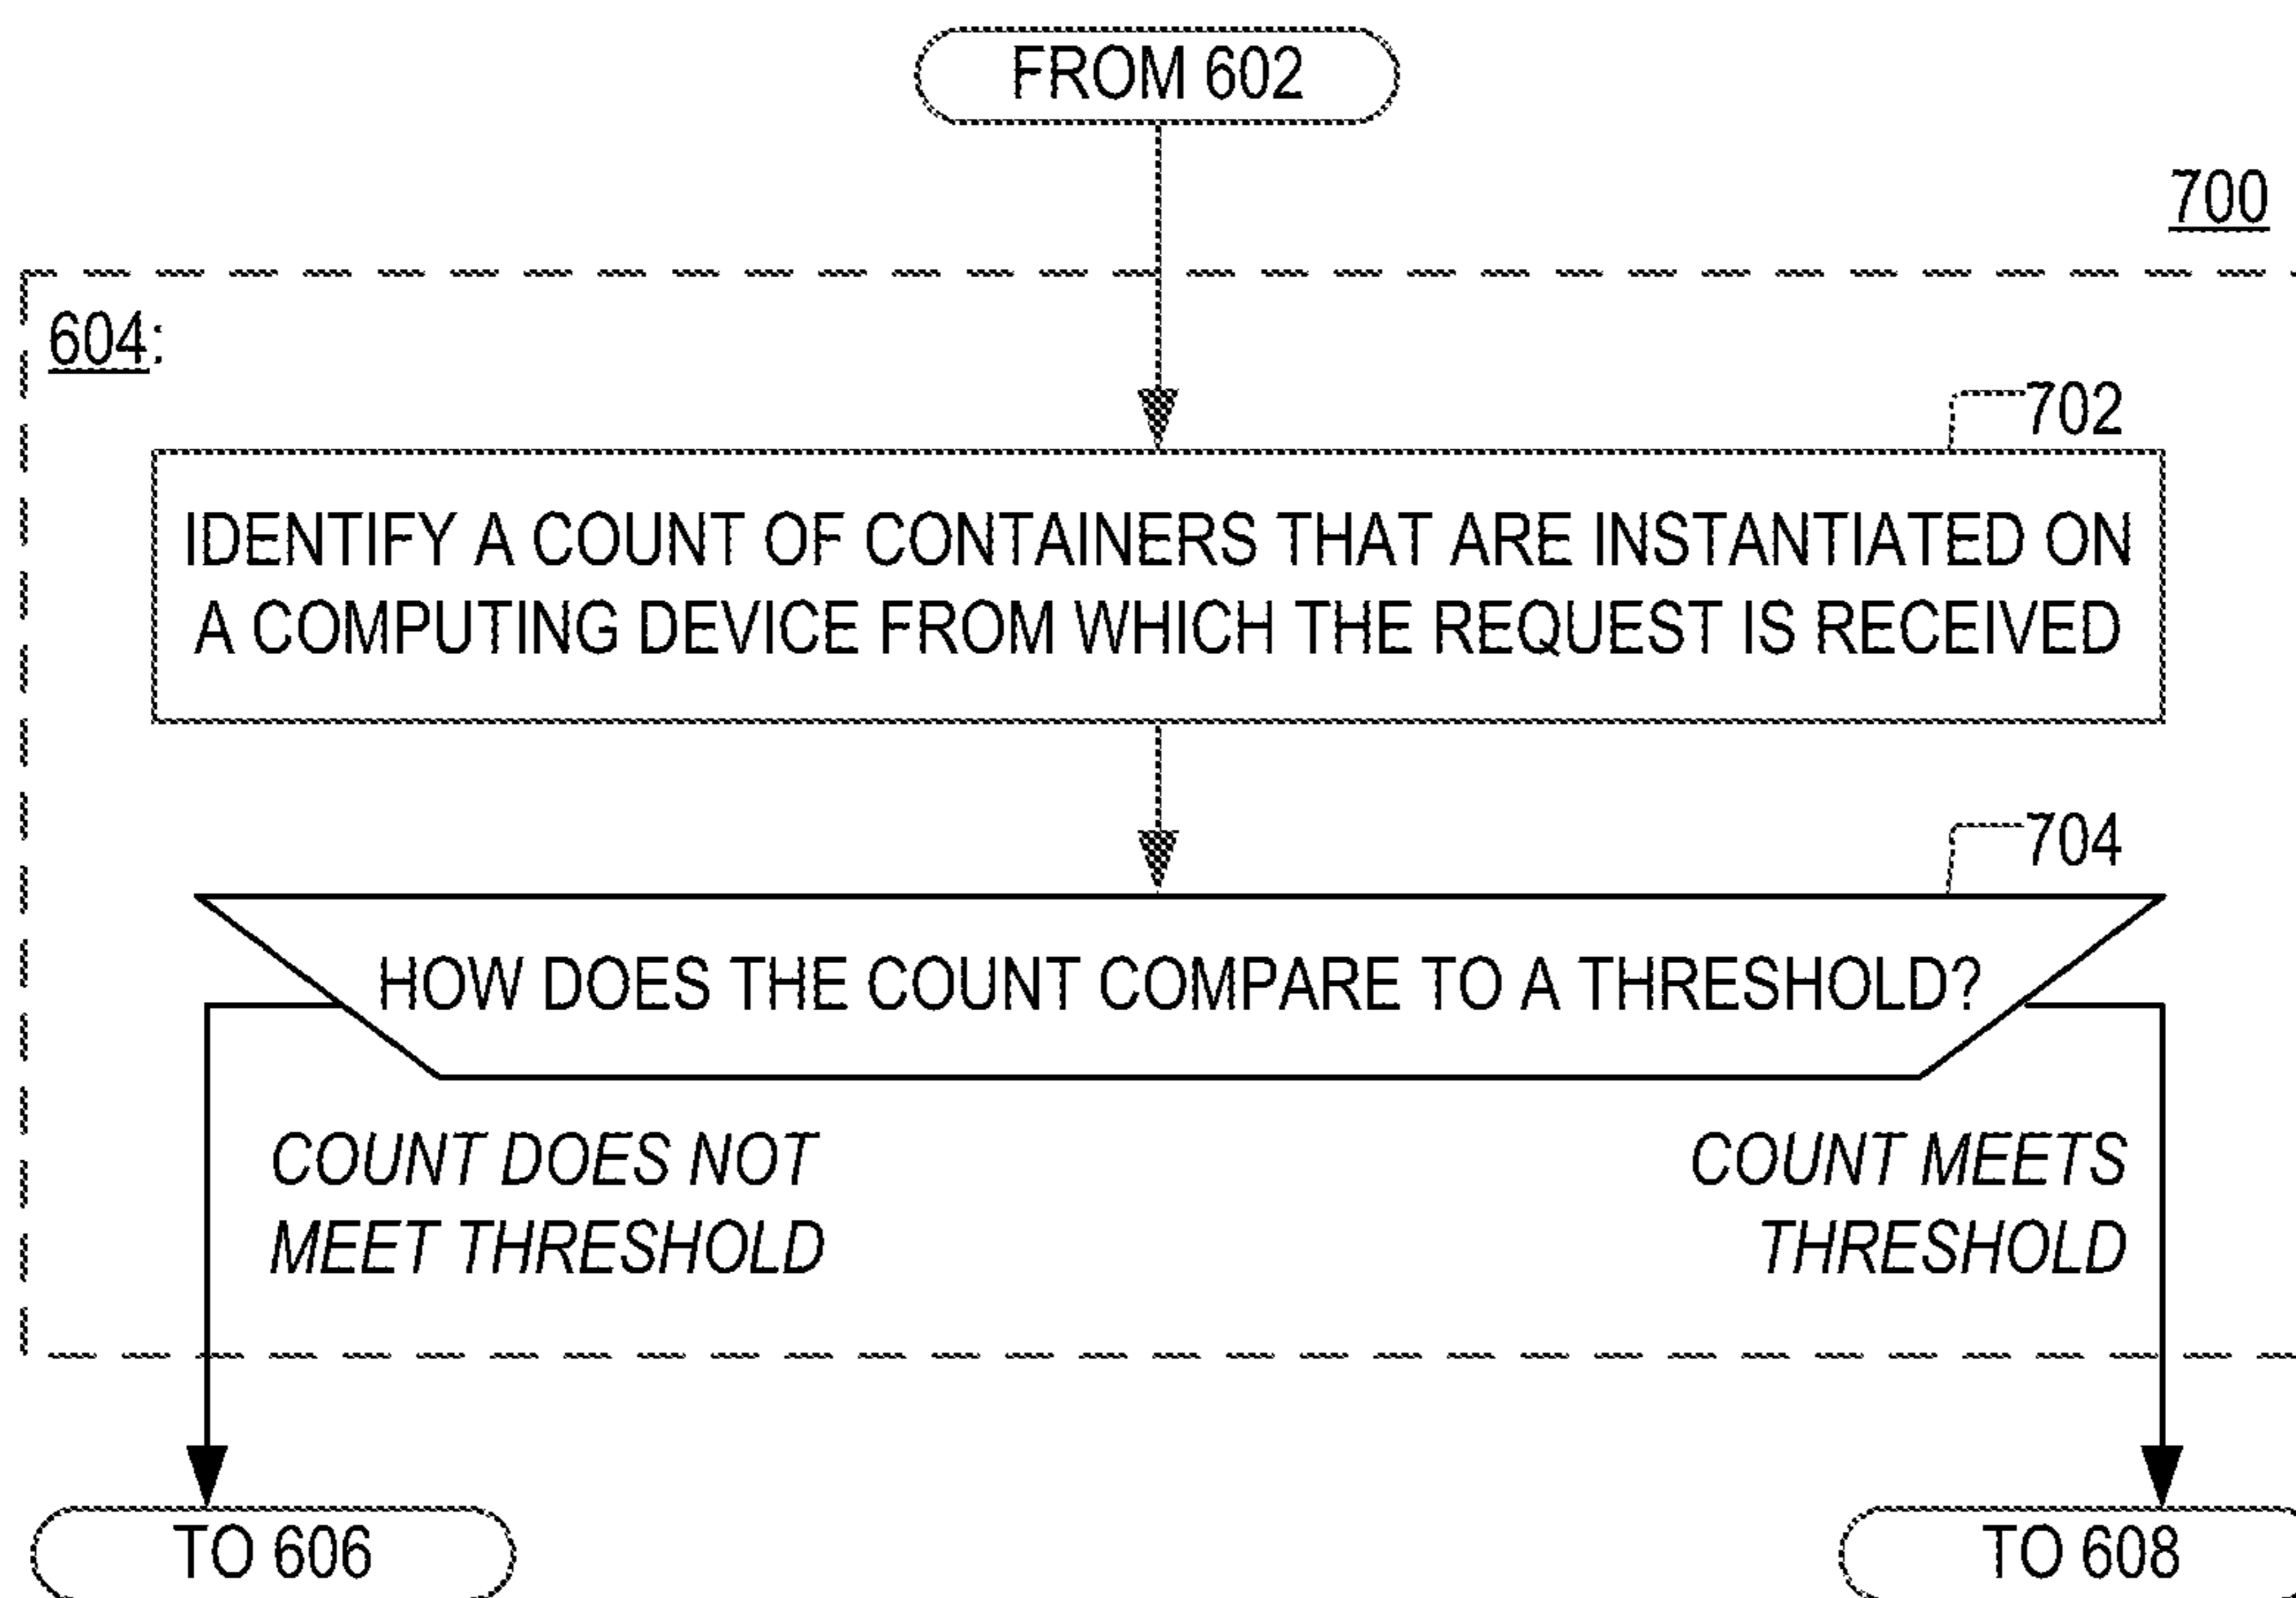 FROM 602
700
604:
702
IDENTIFY A COUNT OF CONTAINERS THAT ARE INSTANTIATED ON
A COMPUTING DEVICE FROM WHICH THE REQUEST IS RECEIVED
704
HOW DOES THE COUNT COMPARE TO A THRESHOLD?
COUNT DOES NOT
MEET THRESHOLD
COUNT MEETS
THRESHOLD
TO 606
TO 608